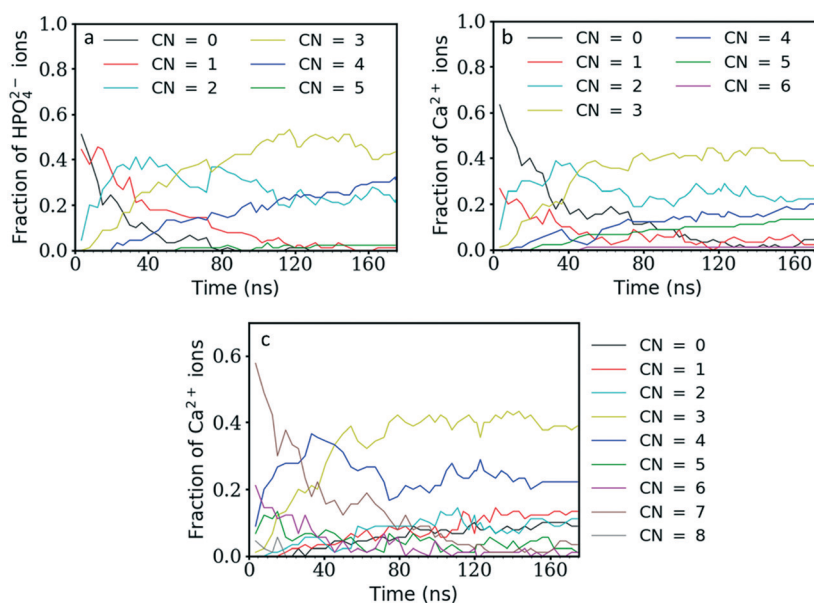 a
CN = 0
CN = 3
CN = 1
CN = 4
CN = 2
CN = 5
1.0
0.8
0.6
0.4
0.2
0.0
Fraction of HPO₄²⁻ ions
0
40
80
120
160
Time (ns)
b
CN = 0
CN = 4
CN = 1
CN = 5
CN = 2
CN = 6
CN = 3
1.0
0.8
0.6
0.4
0.2
0.0
Fraction of Ca²⁺ ions
0
40
80
120
160
Time (ns)
c
0.6
0.4
0.2
0.0
Fraction of Ca²⁺ ions
0
40
80
120
160
Time (ns)
CN = 0
CN = 1
CN = 2
CN = 3
CN = 4
CN = 5
CN = 6
CN = 7
CN = 8